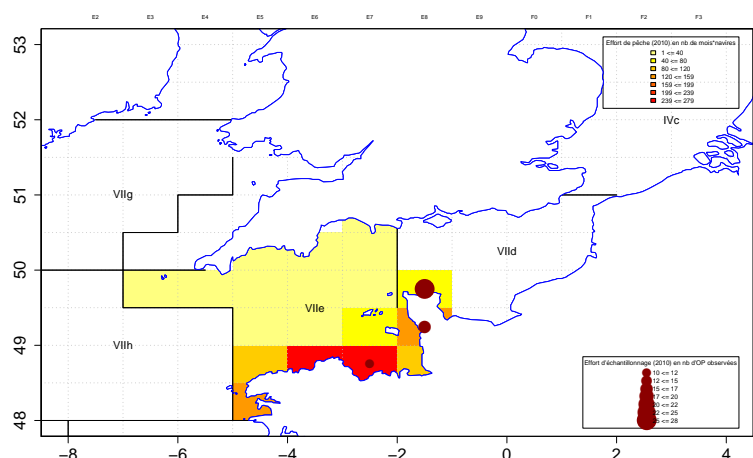 E2 E3 E4 E5 E6 E7 E8 E9 F0 F1 F2 F3
53
52
51
50
49
48
Effort de pêche (2010) en nb de mois*navires
1 <= 40
40 <= 80
80 <= 120
120 <= 159
159 <= 199
199 <= 239
239 <= 279
IVc
VIIg
VIId
VIIe
VIIh
Effort d'échantillonnage (2010) en nb d'OP observées
10 <= 12
12 <= 15
15 <= 17
17 <= 20
20 <= 22
22 <= 25
25 <= 28
−8 −6 −4 −2 0 2 4